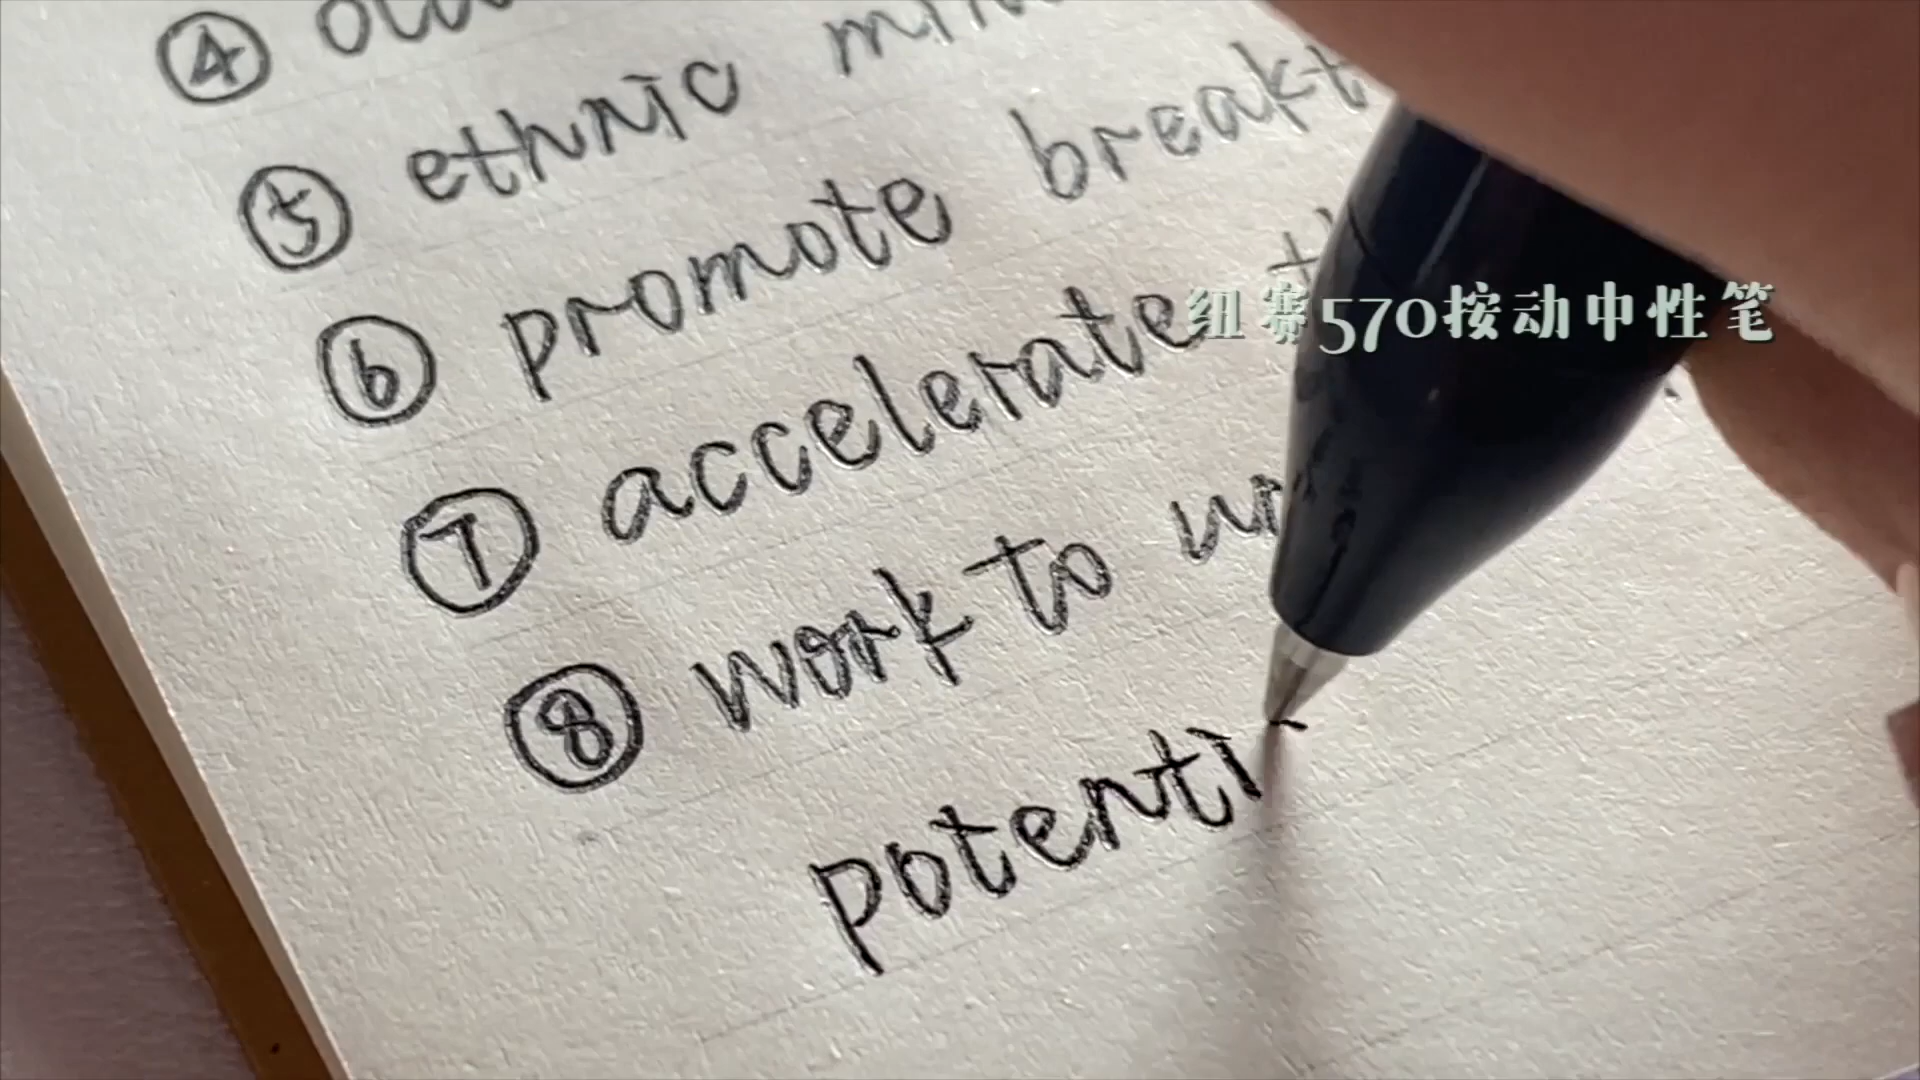 ④
⑤ ethnic
⑥ promote
⑦ accelerate
⑧ work to
potenti
纽赛570按动中性笔